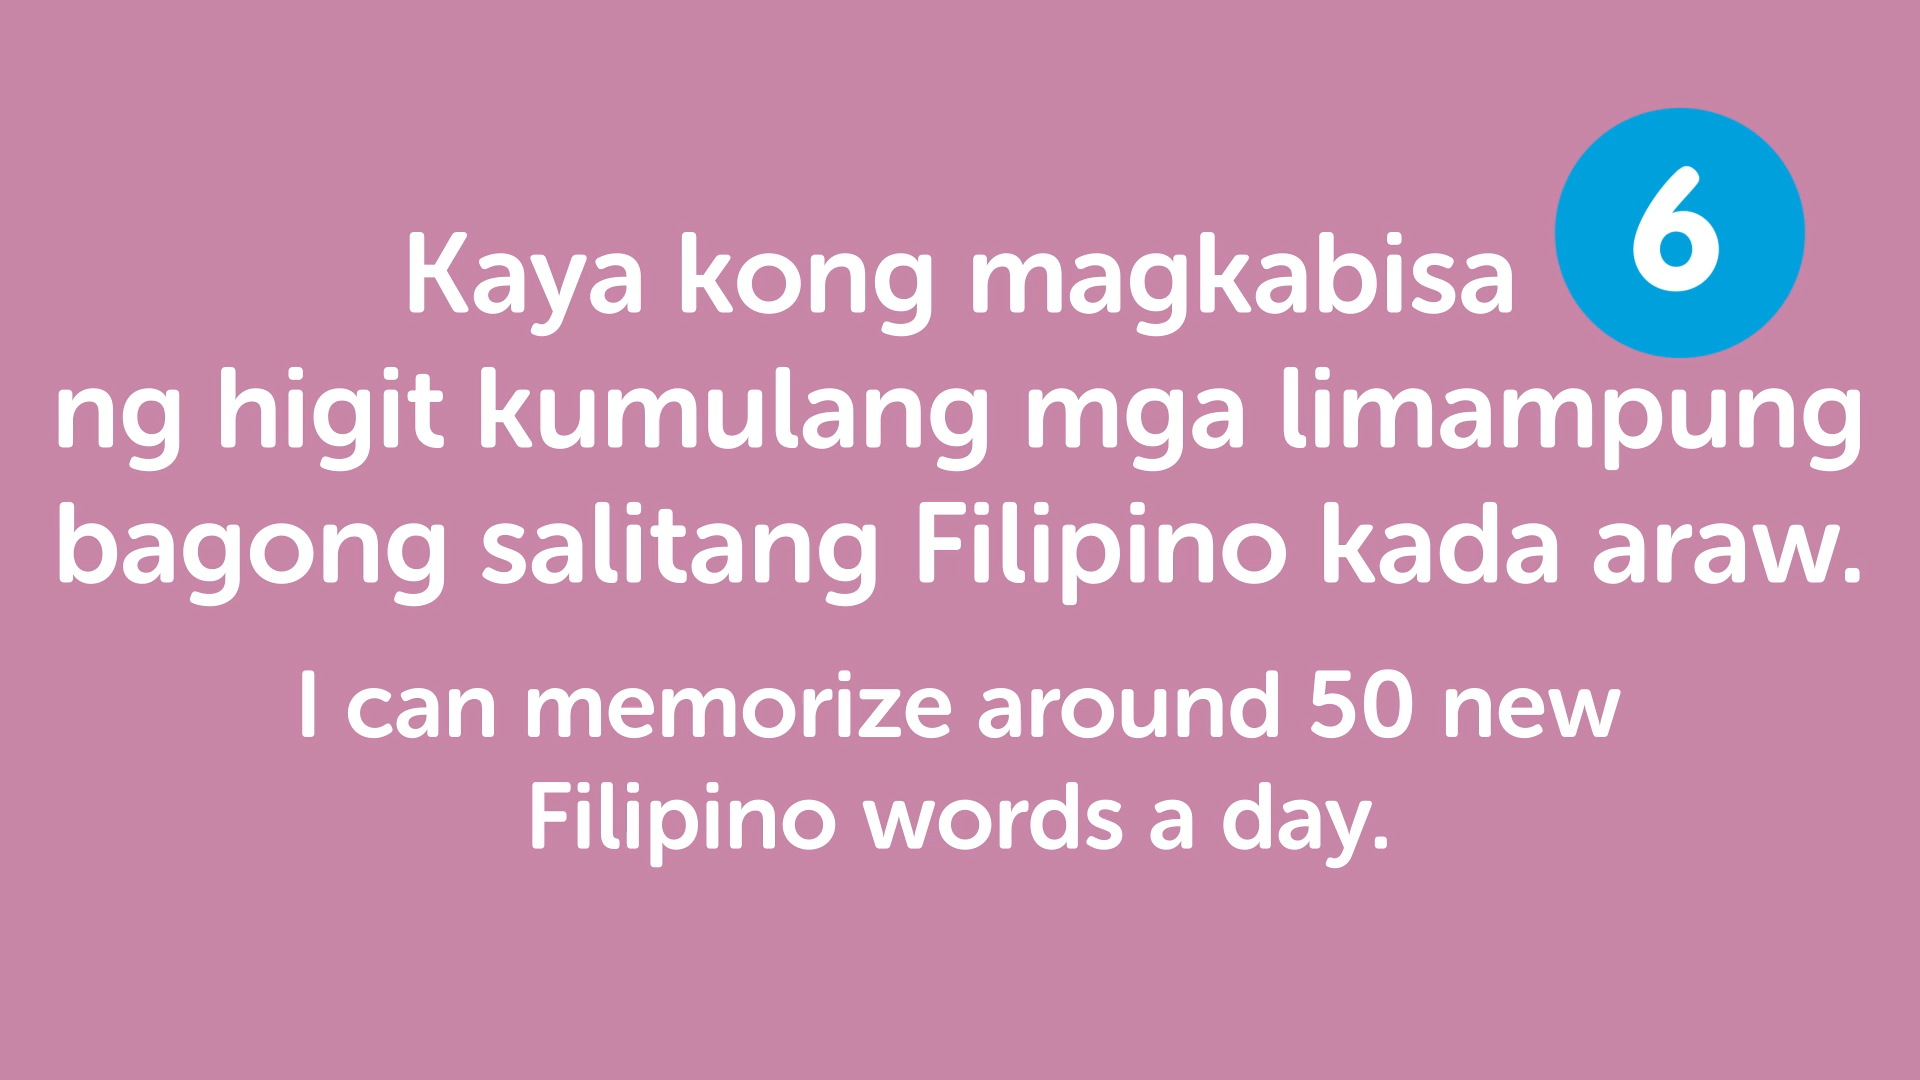 6
Kaya kong magkabisa
ng higit kumulang mga limampung
bagong salitang Filipino kada araw.
I can memorize around 50 new
Filipino words a day.